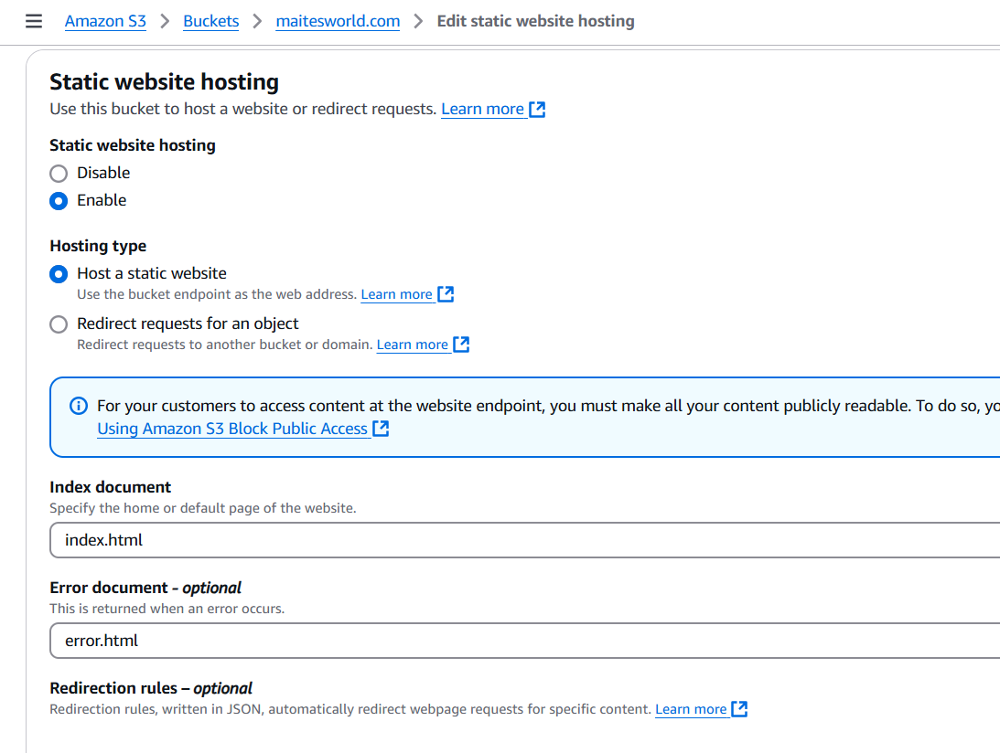 Amazon S3 > Buckets > maitesworld.com > Edit static website hosting
Static website hosting
Use this bucket to host a website or redirect requests. Learn more
Static website hosting
Disable
Enable
Hosting type
Host a static website
Use the bucket endpoint as the web address. Learn more
Redirect requests for an object
Redirect requests to another bucket or domain. Learn more
For your customers to access content at the website endpoint, you must make all your content publicly readable. To do so,
Using Amazon S3 Block Public Access
Index document
Specify the home or default page of the website.
index.html
Error document - optional
This is returned when an error occurs.
error.html
Redirection rules – optional
Redirection rules, written in JSON, automatically redirect webpage requests for specific content. Learn more